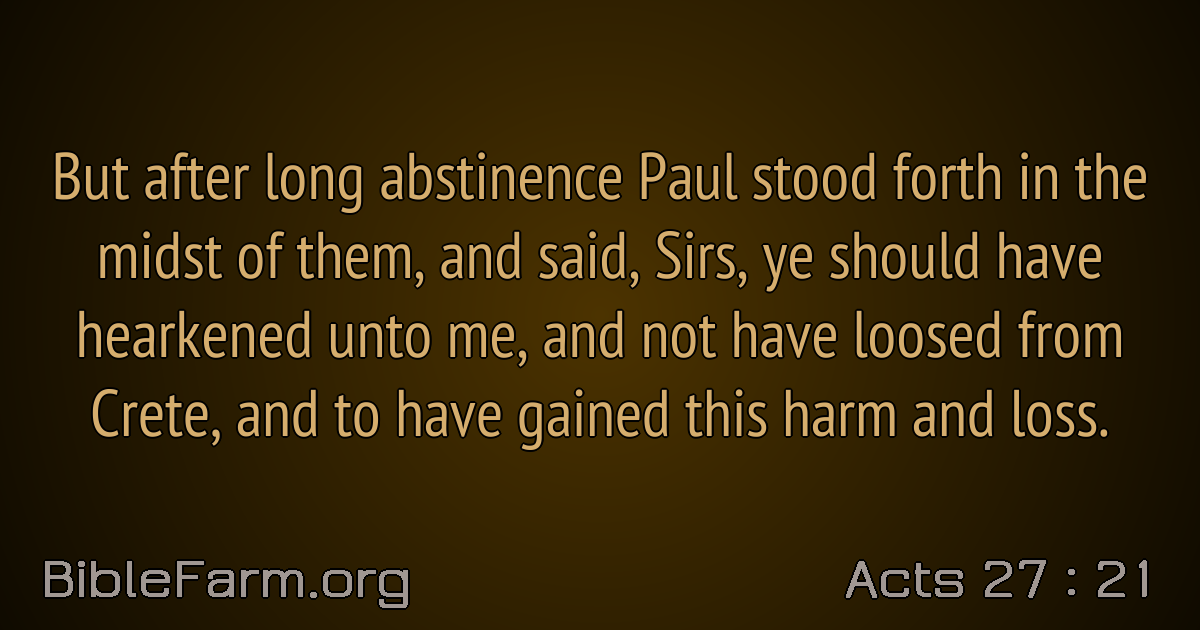 But after long abstinence Paul stood forth in the
midst of them, and said, Sirs, ye should have
hearkened unto me, and not have loosed from
Crete, and to have gained this harm and loss.
BibleFarm.org
Acts 27 : 21